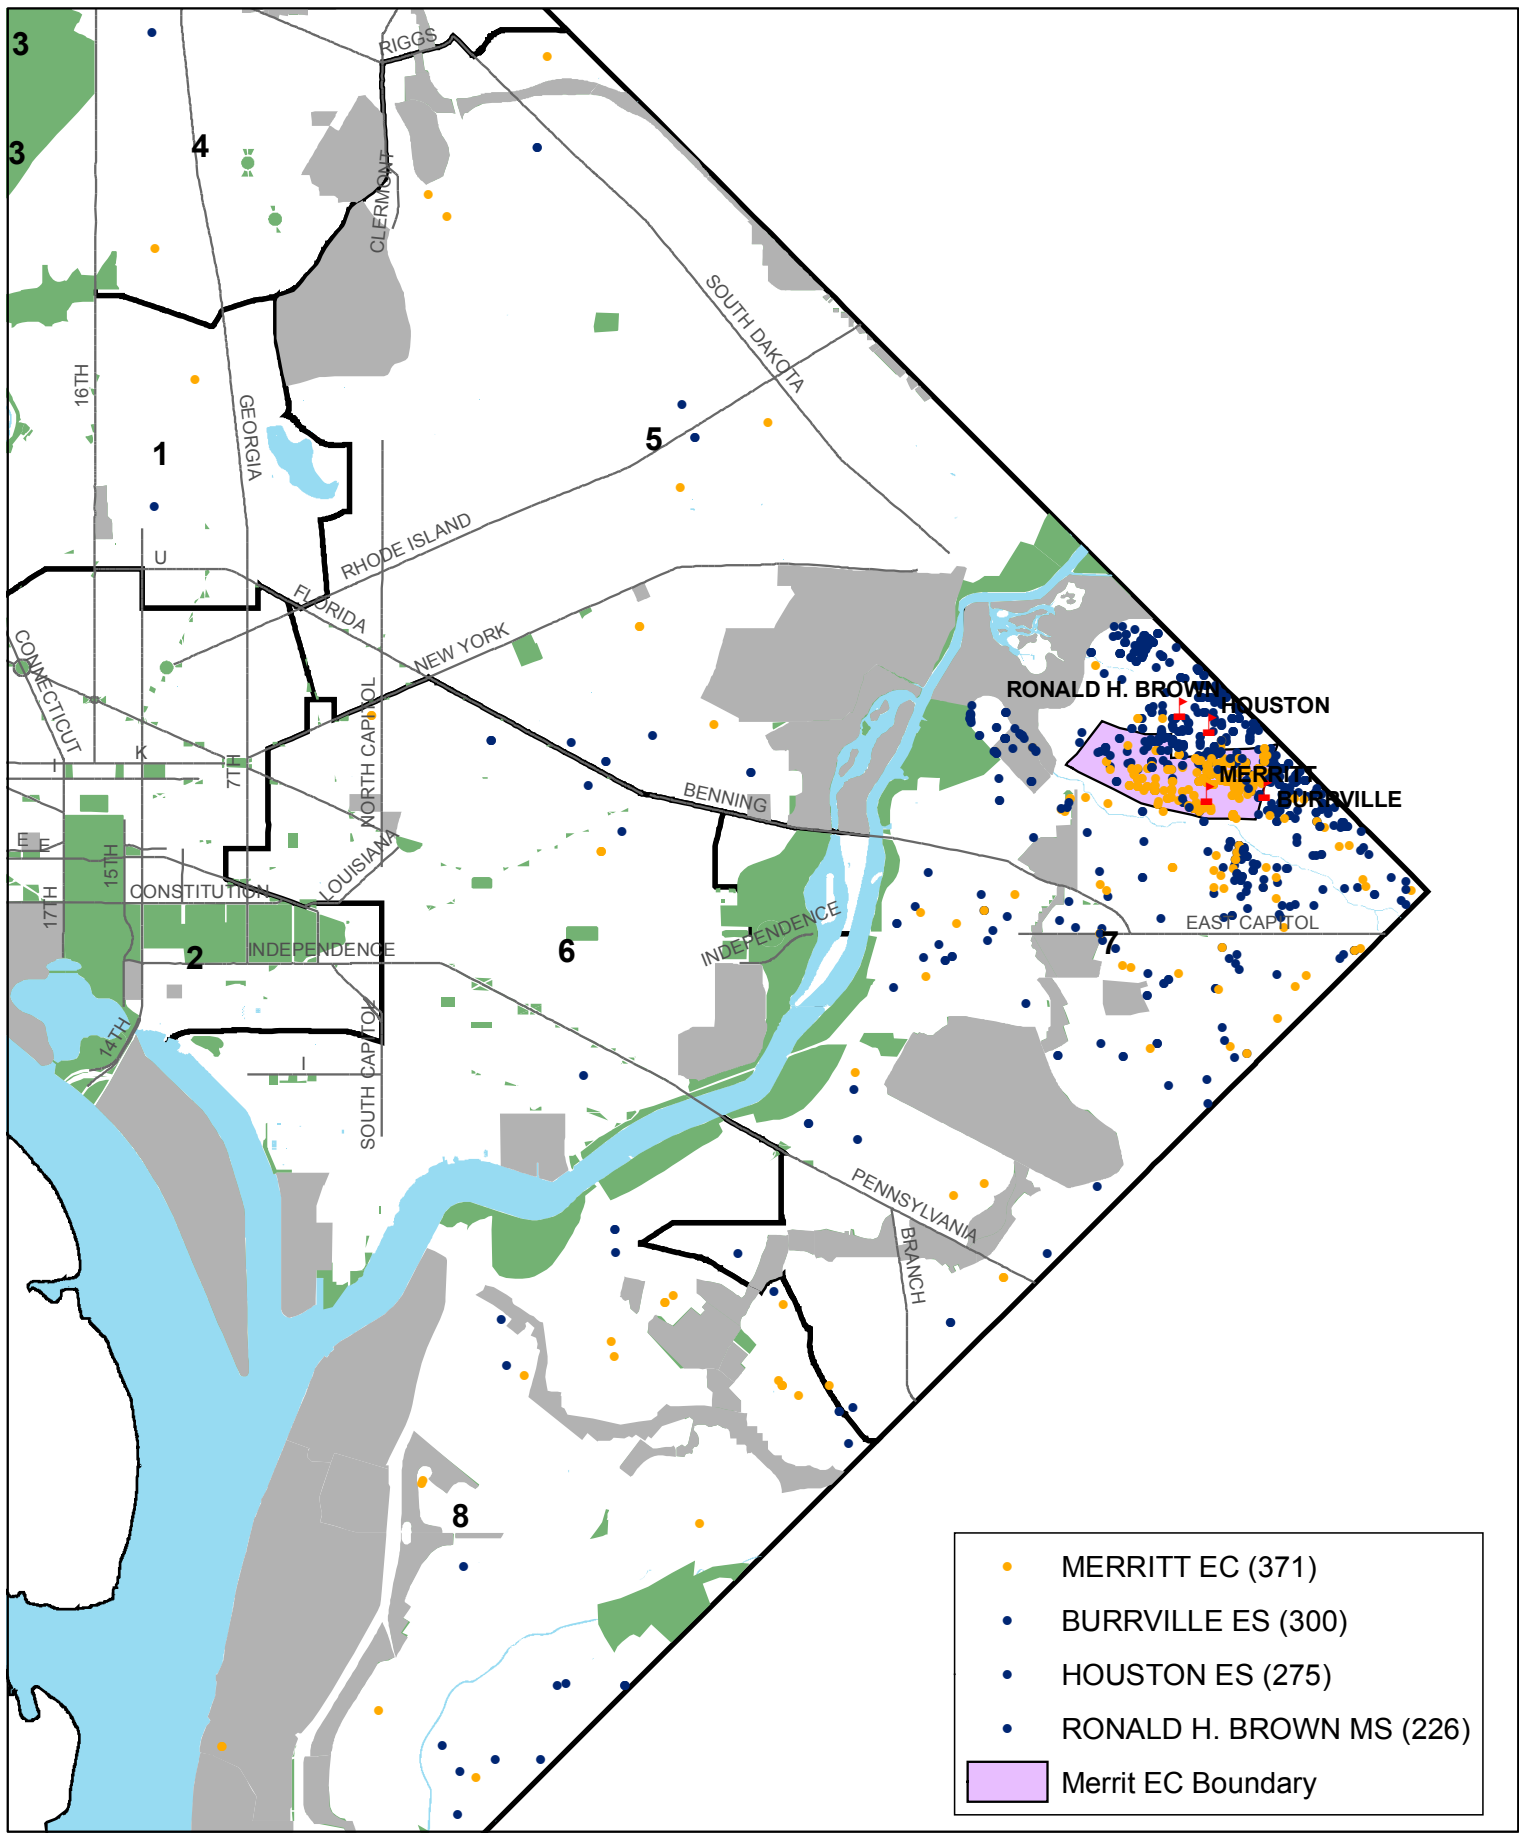 3
RIGGS
4
3
CLERMONT
SOUTH DAKOTA
16TH
GEORGIA
1
5
RHODE ISLAND
U
FLORIDA
NEW YORK
CONNECTICUT
RONALD H. BROWN
HOUSTON
NORTH CAPITOL
K
I
7TH
MERRITT
BURRVILLE
BENNING
E
E
15TH
LOUISIANA
CONSTITUTION
17TH
INDEPENDENCE
INDEPENDENCE
EAST CAPITOL
2
6
7
14TH
I
SOUTH CAPITOL
PENNSYLVANIA
BRANCH
8
MERRITT EC (371)
BURRVILLE ES (300)
HOUSTON ES (275)
RONALD H. BROWN MS (226)
Merrit EC Boundary